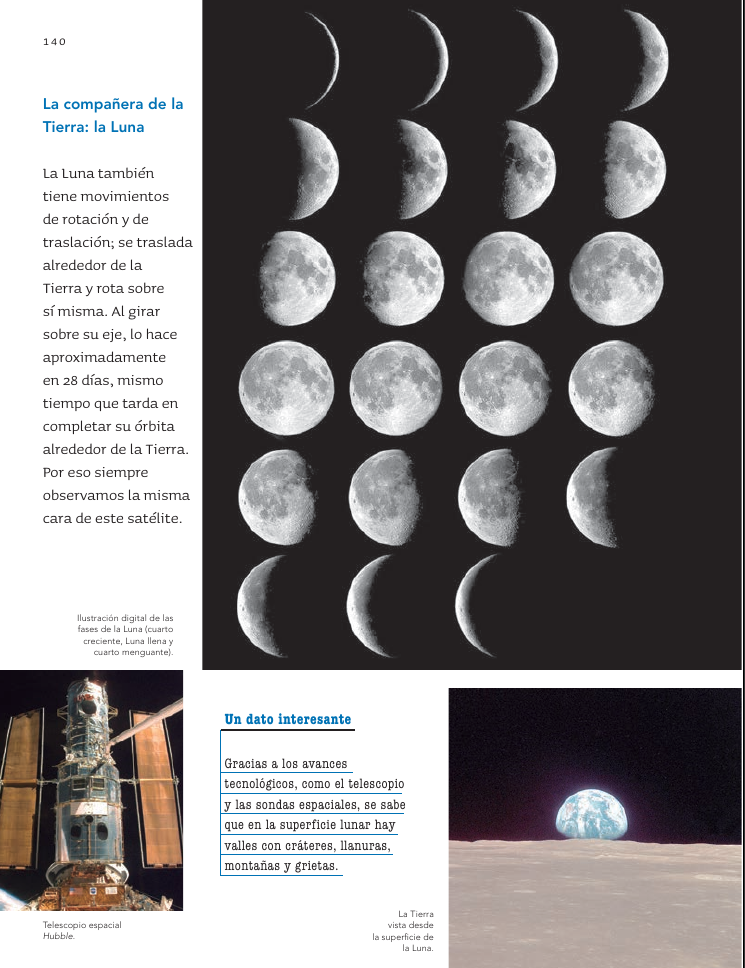 140
La compañera de la
Tierra: la Luna
La Luna también
tiene movimientos
de rotación y de
traslación; se traslada
alrededor de la
Tierra y rota sobre
sí misma. Al girar
sobre su eje, lo hace
aproximadamente
en 28 días, mismo
tiempo que tarda en
completar su órbita
alrededor de la Tierra.
Por eso siempre
observamos la misma
cara de este satélite.
Ilustración digital de las
fases de la Luna (cuarto
creciente, Luna llena y
cuarto menguante).
Telescopio espacial
Hubble.
Un dato interesante
Gracias a los avances
tecnológicos, como el telescopio
y las sondas espaciales, se sabe
que en la superficie lunar hay
valles con cráteres, llanuras,
montañas y grietas.
La Tierra
vista desde
la superficie de
la Luna.